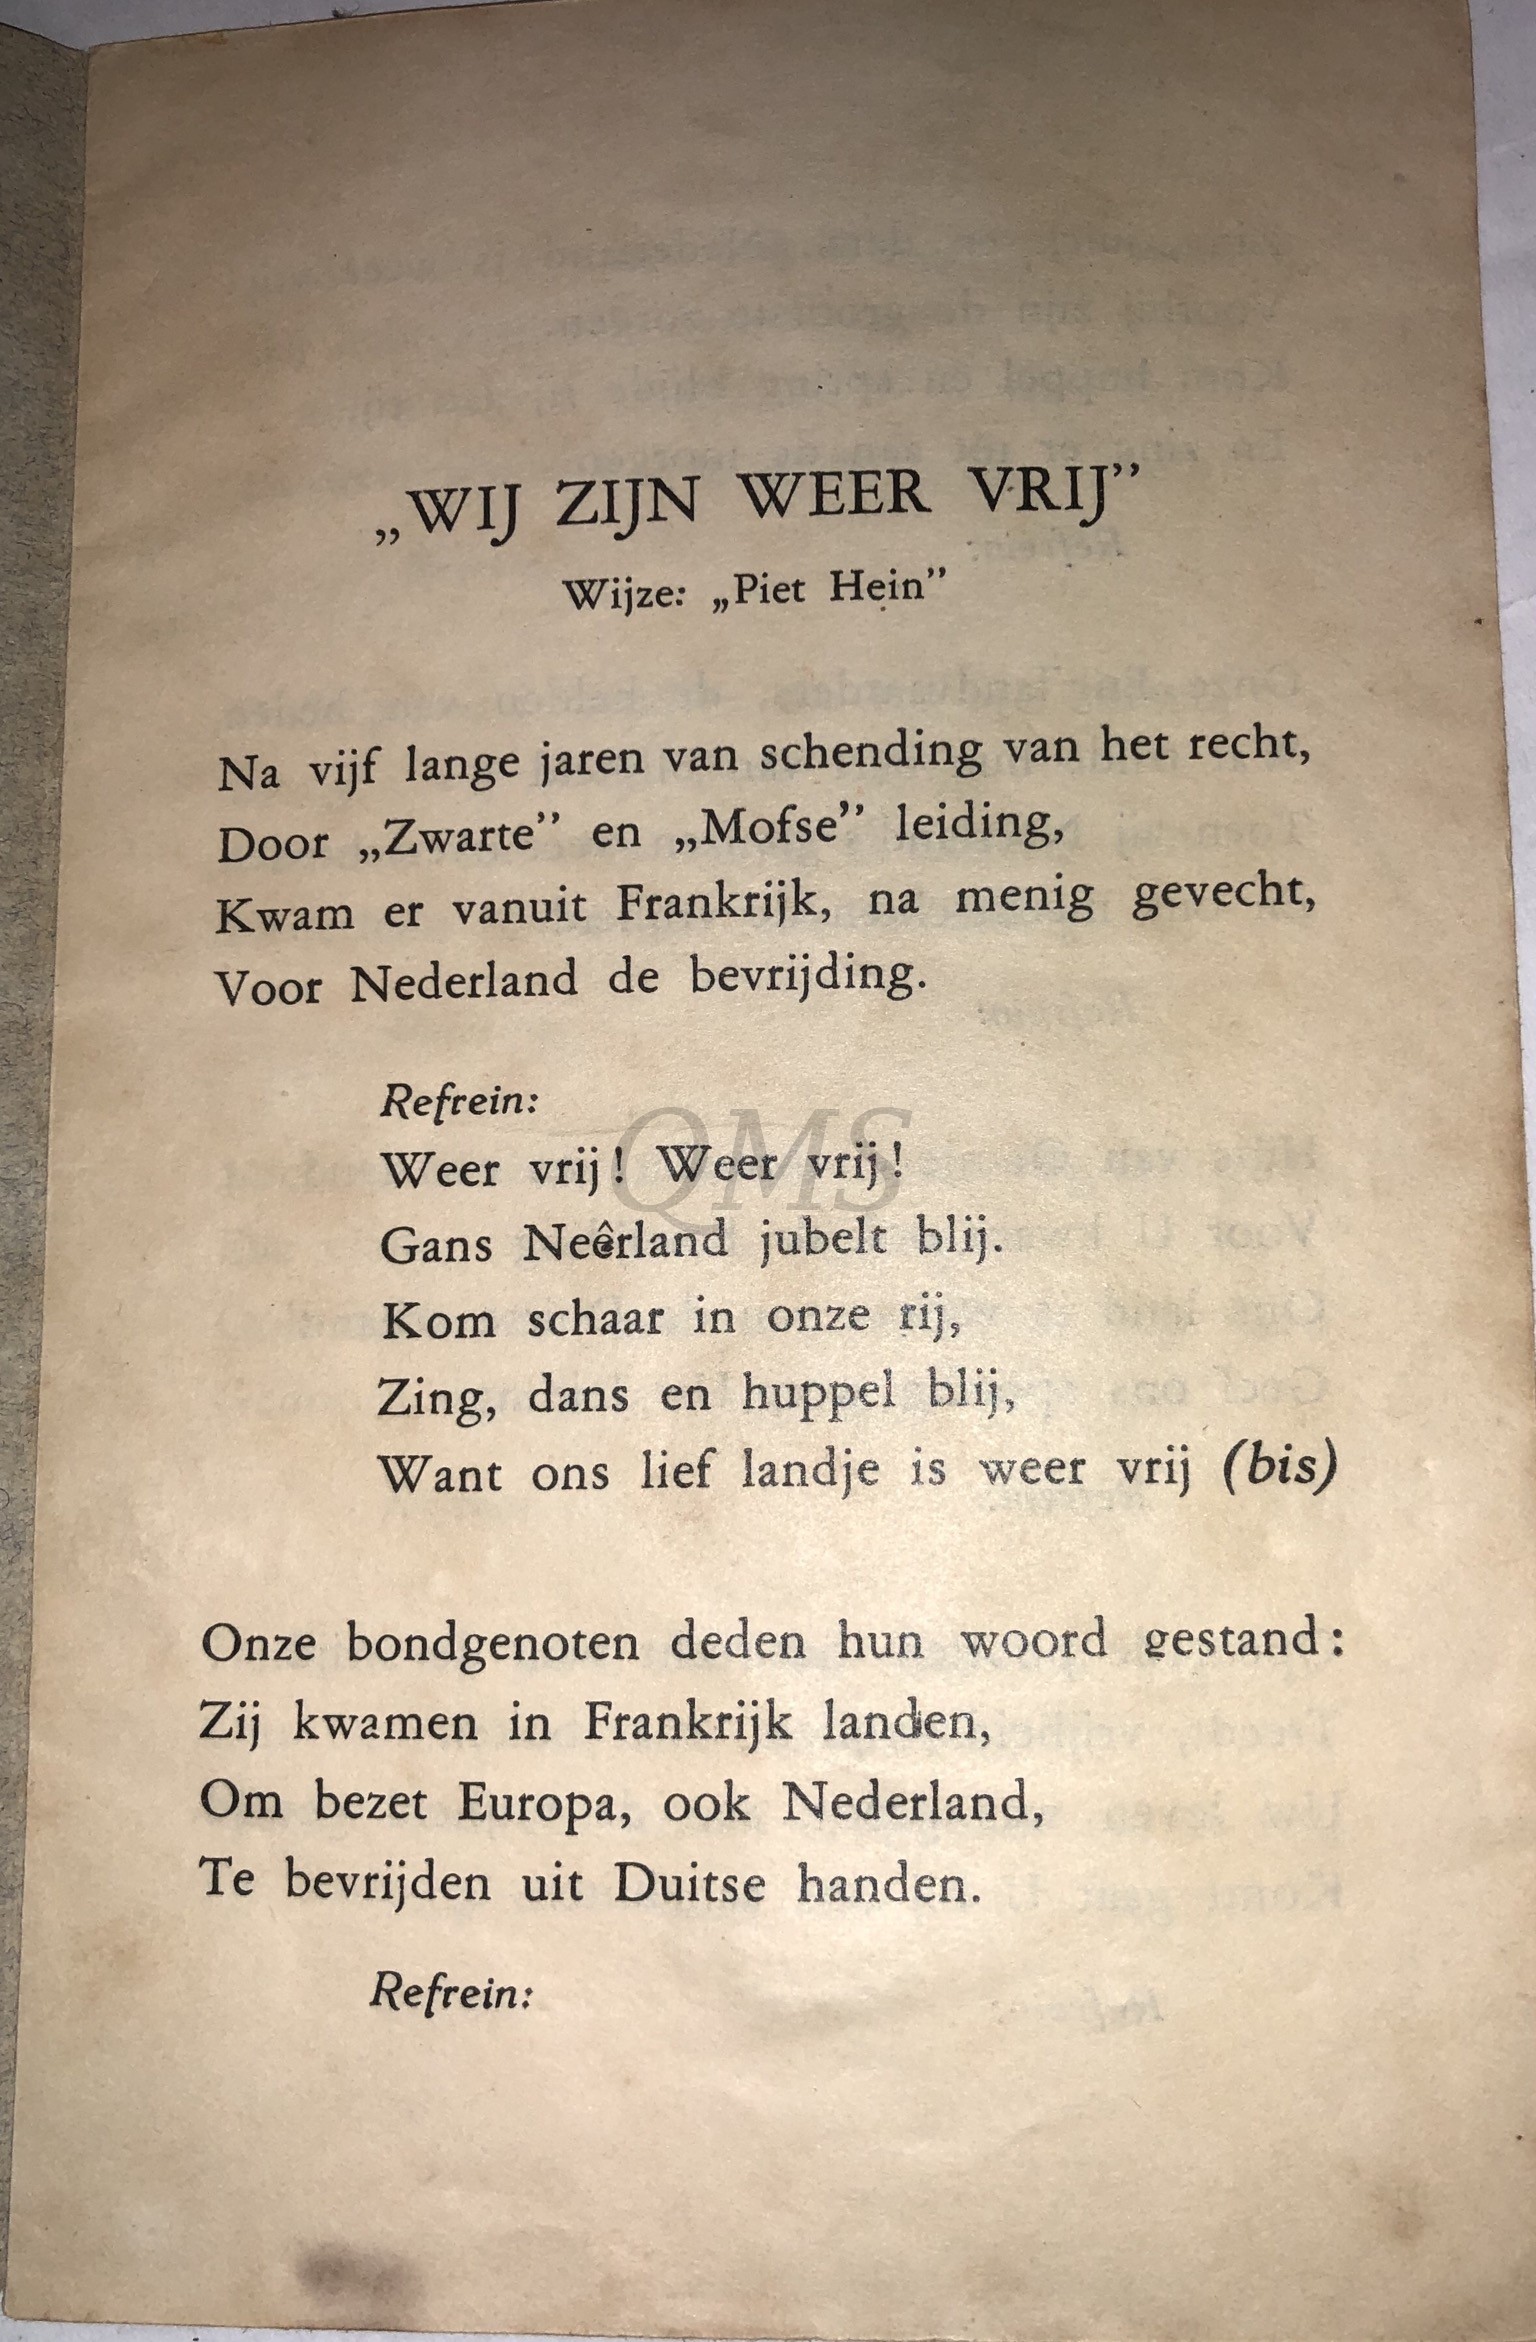 „WIJ ZIJN WEER VRIJ”
Wijze: „Piet Hein”
Na vijf lange jaren van schending van het recht,
Door „Zwarte” en „Mofse” leiding,
Kwam er vanuit Frankrijk, na menig gevecht,
Voor Nederland de bevrijding.
Refrein:
Weer vrij! Weer vrij!
QMS
Gans Neêrland jubelt blij.
Kom schaar in onze rij,
Zing, dans en huppel blij,
Want ons lief landje is weer vrij (bis)
Onze bondgenoten deden hun woord gestand:
Zij kwamen in Frankrijk landen,
Om bezet Europa, ook Nederland,
Te bevrijden uit Duitse handen.
Refrein: